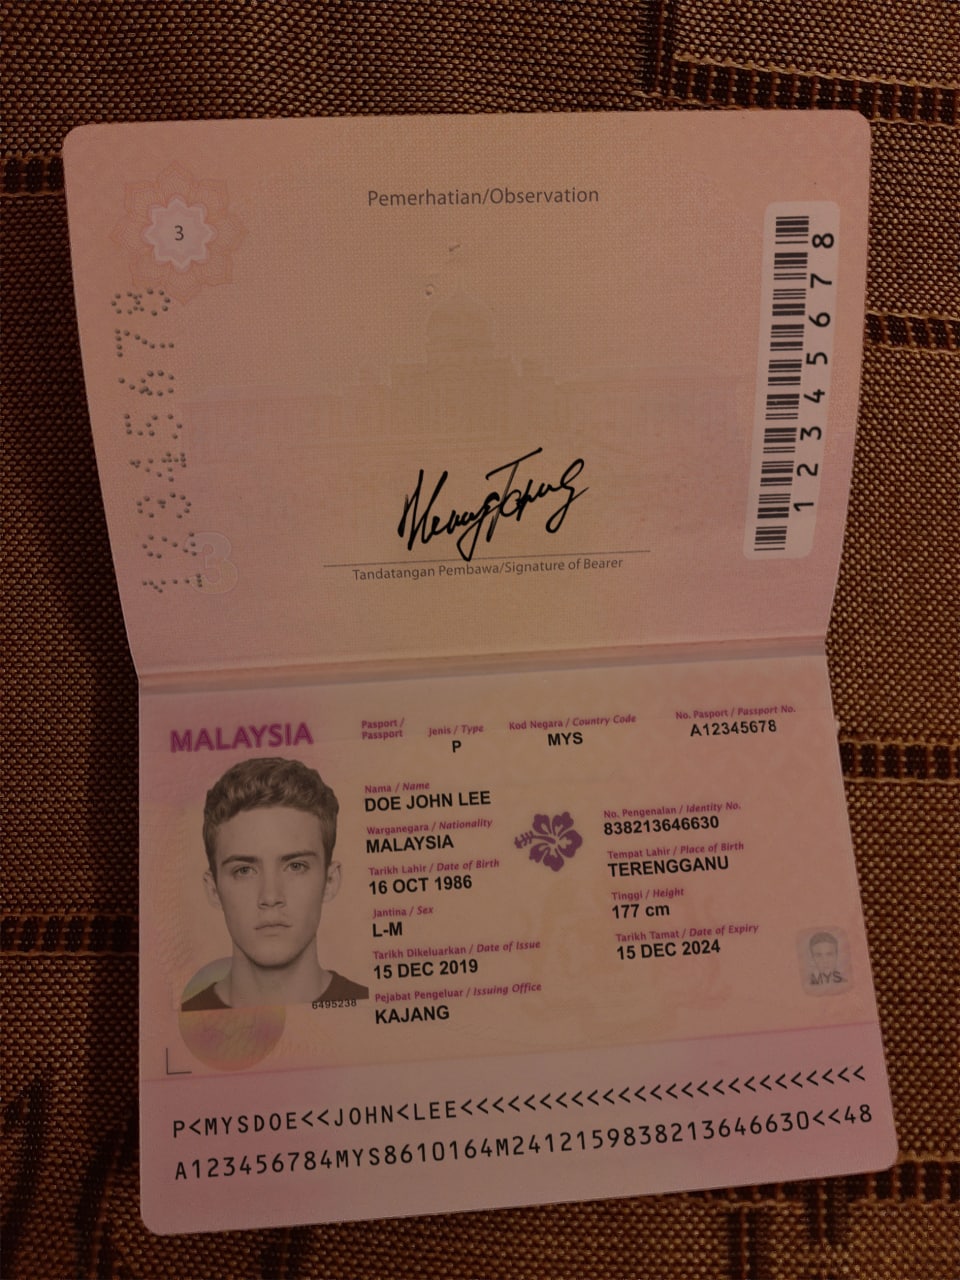 Pemerhatian/Observation
3
12345678
12345678
3
Tandatangan Pembawa/Signature of Bearer
MALAYSIA
Pasport / Passport
Jenis / Type
P
Kod Negara / Country Code
MYS
No. Pasport / Passport No.
A12345678
Nama / Name
DOE JOHN LEE
Warganegara / Nationality
MALAYSIA
No. Pengenalan / Identity No.
838213646630
Tarikh Lahir / Date of Birth
16 OCT 1986
Tempat Lahir / Place of Birth
TERENGGANU
Jantina / Sex
L-M
Tinggi / Height
177 cm
Tarikh Dikeluarkan / Date of Issue
15 DEC 2019
Tarikh Tamat / Date of Expiry
15 DEC 2024
Pejabat Pengeluar / Issuing Office
KAJANG
6495238
MYS
P<MYSDOE<<JOHN<LEE<<<<<<<<<<<<<<<<<<<<<<<<<<
A123456784MYS8610164M2412159838213646630<<48